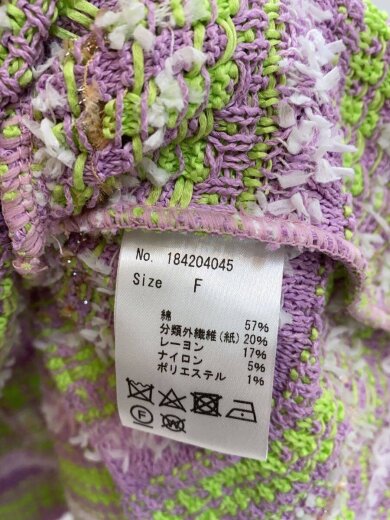 No. 184204045
Size F
綿 57%
分類外繊維(紙) 20%
レーヨン 17%
ナイロン 5%
ポリエステル 1%
F W